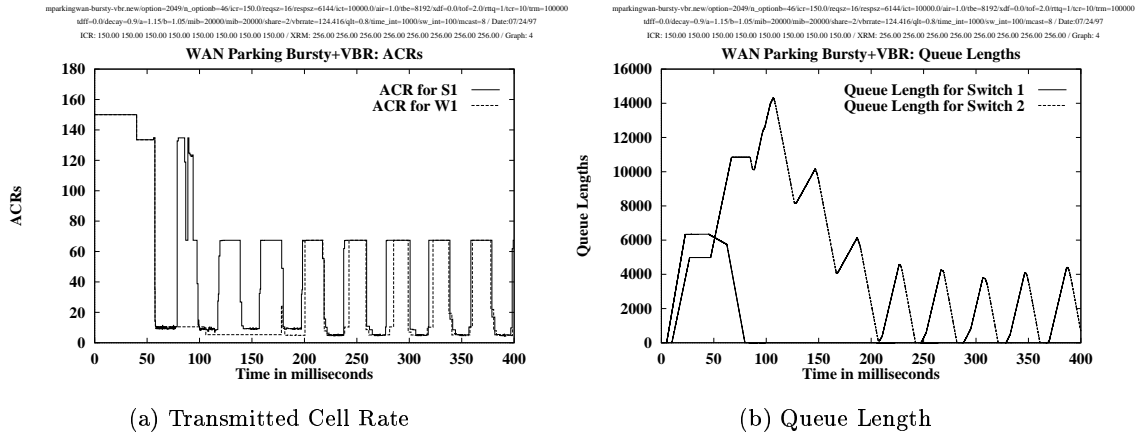 mparkingwan-bursty-vbr.new/option=2049/n_optionb=46/icr=150.0/reqsz=16/respsz=6144/ict=10000.0/air=1.0/tbe=8192/xdf=0.0/tof=2.0/rttq=1/tcr=10/trm=100000
tdff=0.0/decay=0.9/a=1.15/b=1.05/mib=20000/mib=20000/share=2/vbrrate=124.416/qlt=0.8/time_int=1000/sw_int=100/mcast=8 / Date:07/24/97
ICR: 150.00 150.00 150.00 150.00 150.00 150.00 150.00 150.00 / XRM: 256.00 256.00 256.00 256.00 256.00 256.00 256.00 / Graph: 4
WAN Parking Bursty+VBR: ACRs
ACR for S1
ACR for W1
ACRs
180
160
140
120
100
80
60
40
20
0
0 50 100 150 200 250 300 350 400
Time in milliseconds
(a) Transmitted Cell Rate
mparkingwan-bursty-vbr.new/option=2049/n_optionb=46/icr=150.0/reqsz=16/respsz=6144/ict=10000.0/air=1.0/tbe=8192/xdf=0.0/tof=2.0/rttq=1/tcr=10/trm=100000
tdff=0.0/decay=0.9/a=1.15/b=1.05/mib=20000/mib=20000/share=2/vbrrate=124.416/qlt=0.8/time_int=1000/sw_int=100/mcast=8 / Date:07/24/97
ICR: 150.00 150.00 150.00 150.00 150.00 150.00 150.00 150.00 / XRM: 256.00 256.00 256.00 256.00 256.00 256.00 256.00 / Graph: 4
WAN Parking Bursty+VBR: Queue Lengths
Queue Length for Switch 1
Queue Length for Switch 2
Queue Lengths
16000
14000
12000
10000
8000
6000
4000
2000
0
0 50 100 150 200 250 300 350 400
Time in milliseconds
(b) Queue Length